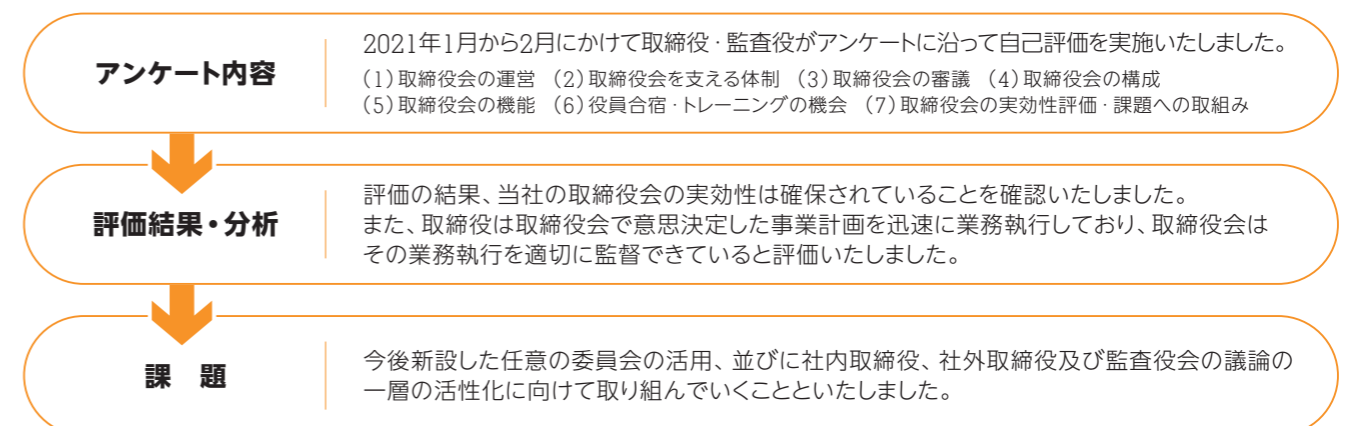 アンケート内容
2021年1月から2月にかけて取締役・監査役がアンケートに沿って自己評価を実施いたしました。
(1)取締役会の運営 (2)取締役会を支える体制 (3)取締役会の審議 (4)取締役会の構成
(5)取締役会の機能 (6)役員合宿・トレーニングの機会 (7)取締役会の実効性評価・課題への取組み
評価結果・分析
評価の結果、当社の取締役会の実効性は確保されていることを確認いたしました。
また、取締役は取締役会で意思決定した事業計画を迅速に業務執行しており、取締役会は
その業務執行を適切に監督できていると評価いたしました。
課 題
今後新設した任意の委員会の活用、並びに社内取締役、社外取締役及び監査役会の議論の
一層の活性化に向けて取り組んでいくことといたしました。